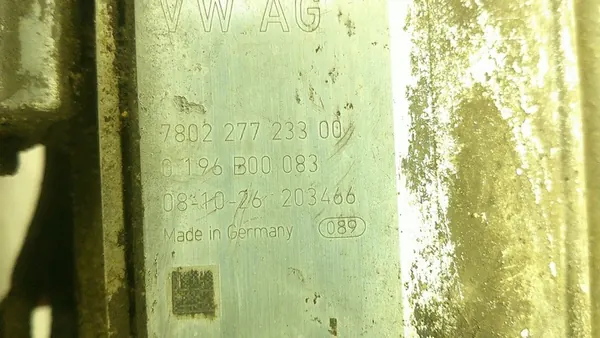 VW AG
7802 277 233 00
0 196 B00 083
08-10-26 203466
Made in Germany 089